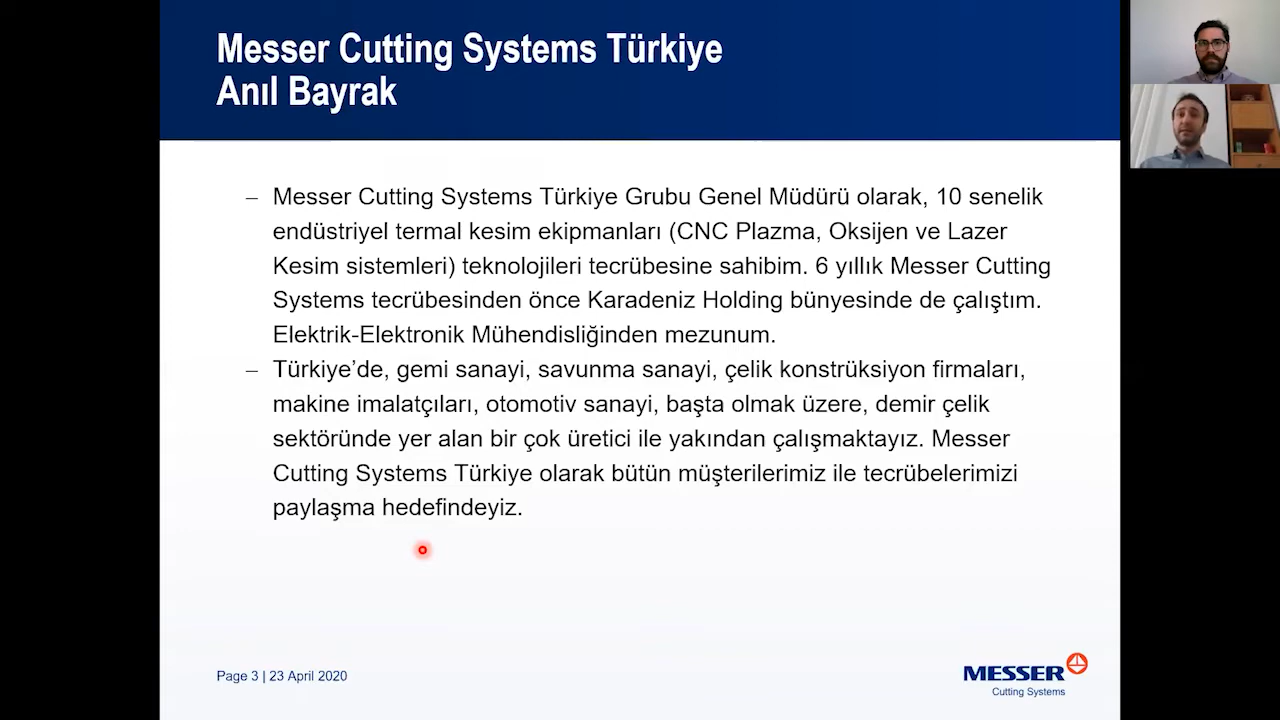 Messer Cutting Systems Türkiye
Anıl Bayrak
– Messer Cutting Systems Türkiye Grubu Genel Müdürü olarak, 10 senelik
endüstriyel termal kesim ekipmanları (CNC Plazma, Oksijen ve Lazer
Kesim sistemleri) teknolojileri tecrübesine sahibim. 6 yıllık Messer Cutting
Systems tecrübesinden önce Karadeniz Holding bünyesinde de çalıştım.
Elektrik-Elektronik Mühendisliğinden mezunum.
– Türkiye’de, gemi sanayi, savunma sanayi, çelik konstrüksiyon firmaları,
makine imalatçıları, otomotiv sanayi, başta olmak üzere, demir çelik
sektöründe yer alan bir çok üretici ile yakından çalışmaktayız. Messer
Cutting Systems Türkiye olarak bütün müşterilerimiz ile tecrübelerimizi
paylaşma hedefindeyiz.
Page 3 | 23 April 2020
MESSER
Cutting Systems